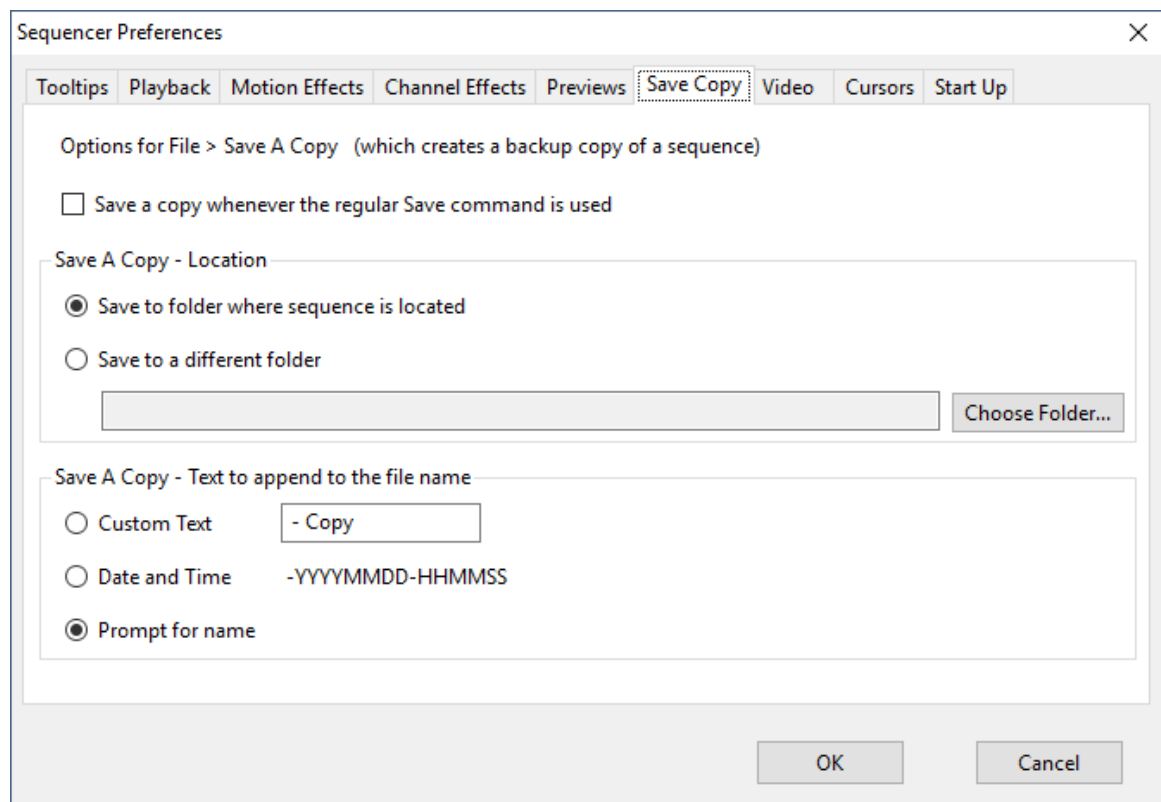 Sequencer Preferences
Tooltips Playback Motion Effects Channel Effects Previews Save Copy Video Cursors Start Up
Options for File > Save A Copy (which creates a backup copy of a sequence)
Save a copy whenever the regular Save command is used
Save A Copy - Location
Save to folder where sequence is located
Save to a different folder
Choose Folder...
Save A Copy - Text to append to the file name
Custom Text - Copy
Date and Time -YYYYMMDD-HHMMSS
Prompt for name
OK Cancel